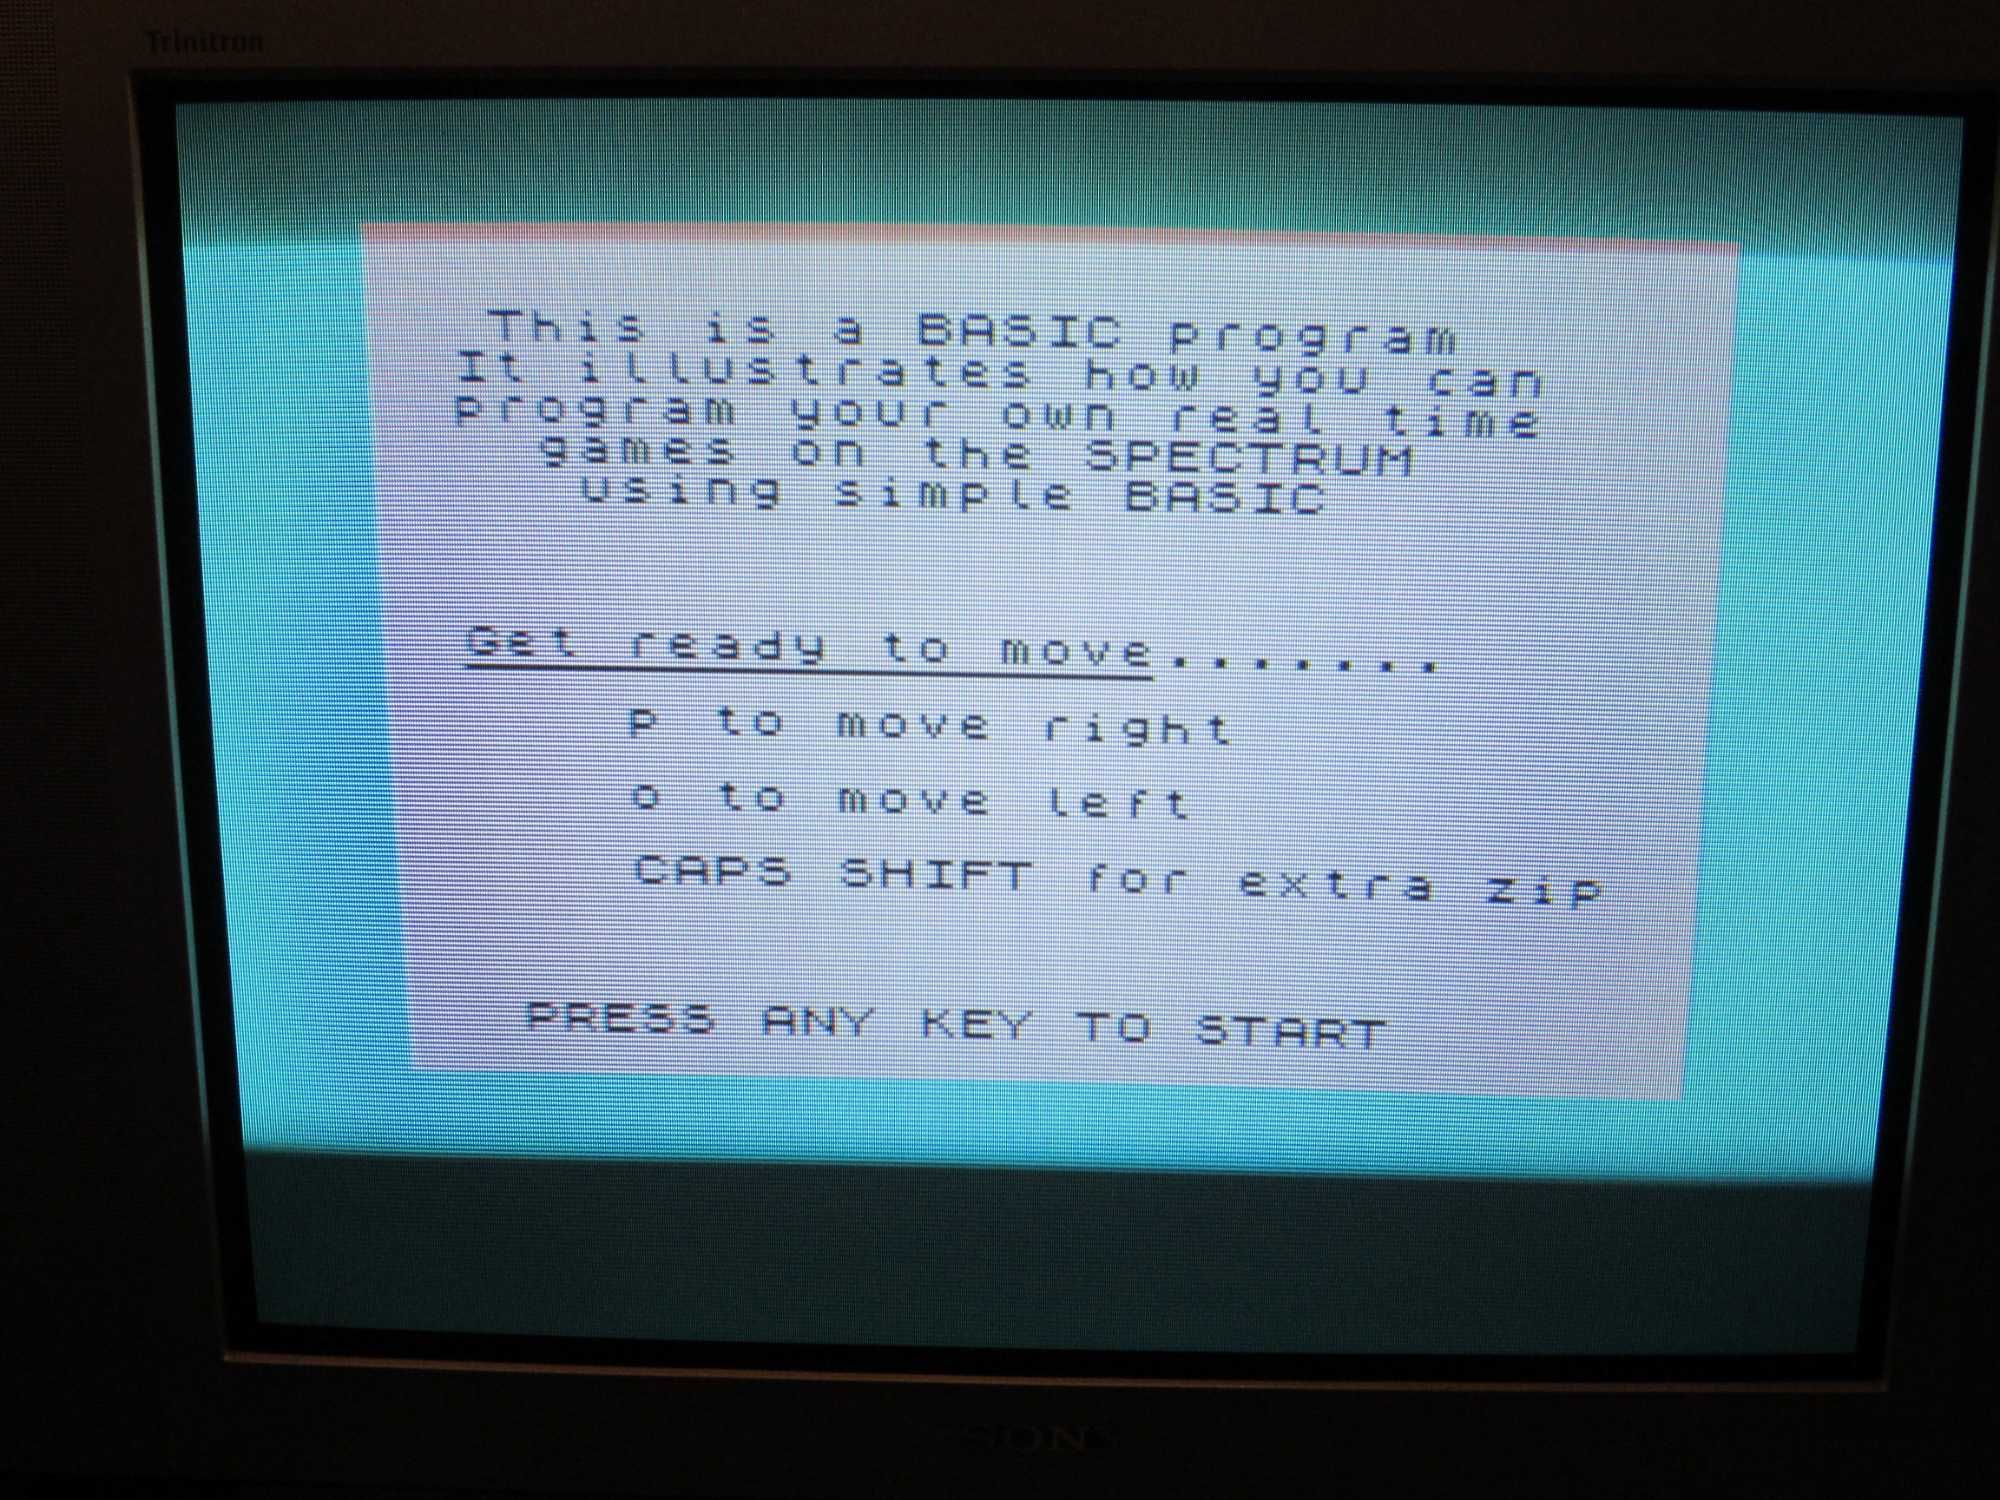 Trinitron
This is a BASIC program
It illustrates how you can
program your own real time
games on the SPECTRUM
using simple BASIC
Get ready to move.......
p to move right
o to move left
CAPS SHIFT for extra zip
PRESS ANY KEY TO START
SONY